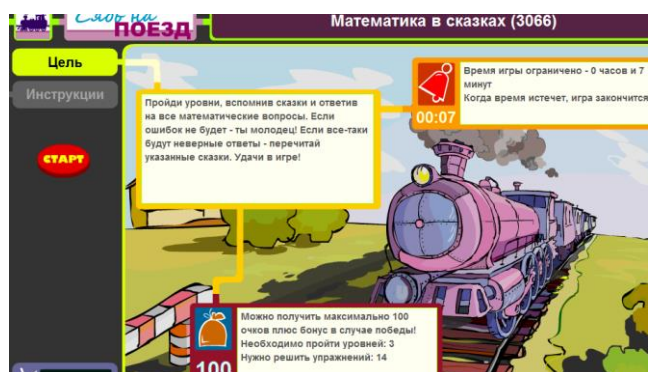 Сядь на
ПОЕЗД
Математика в сказках (3066)
Цель
Инструкции
СТАРТ
Пройди уровни, вспомнив сказки и ответив
на все математические вопросы. Если
ошибок не будет - ты молодец! Если все-таки
будут неверные ответы - перечитай
указанные сказки. Удачи в игре!
Время игры ограничено - 0 часов и 7
минут
Когда время истечет, игра закончится
00:07
Можно получить максимально 100
очков плюс бонус в случае победы!
Необходимо пройти уровней: 3
Нужно решить упражнений: 14
100